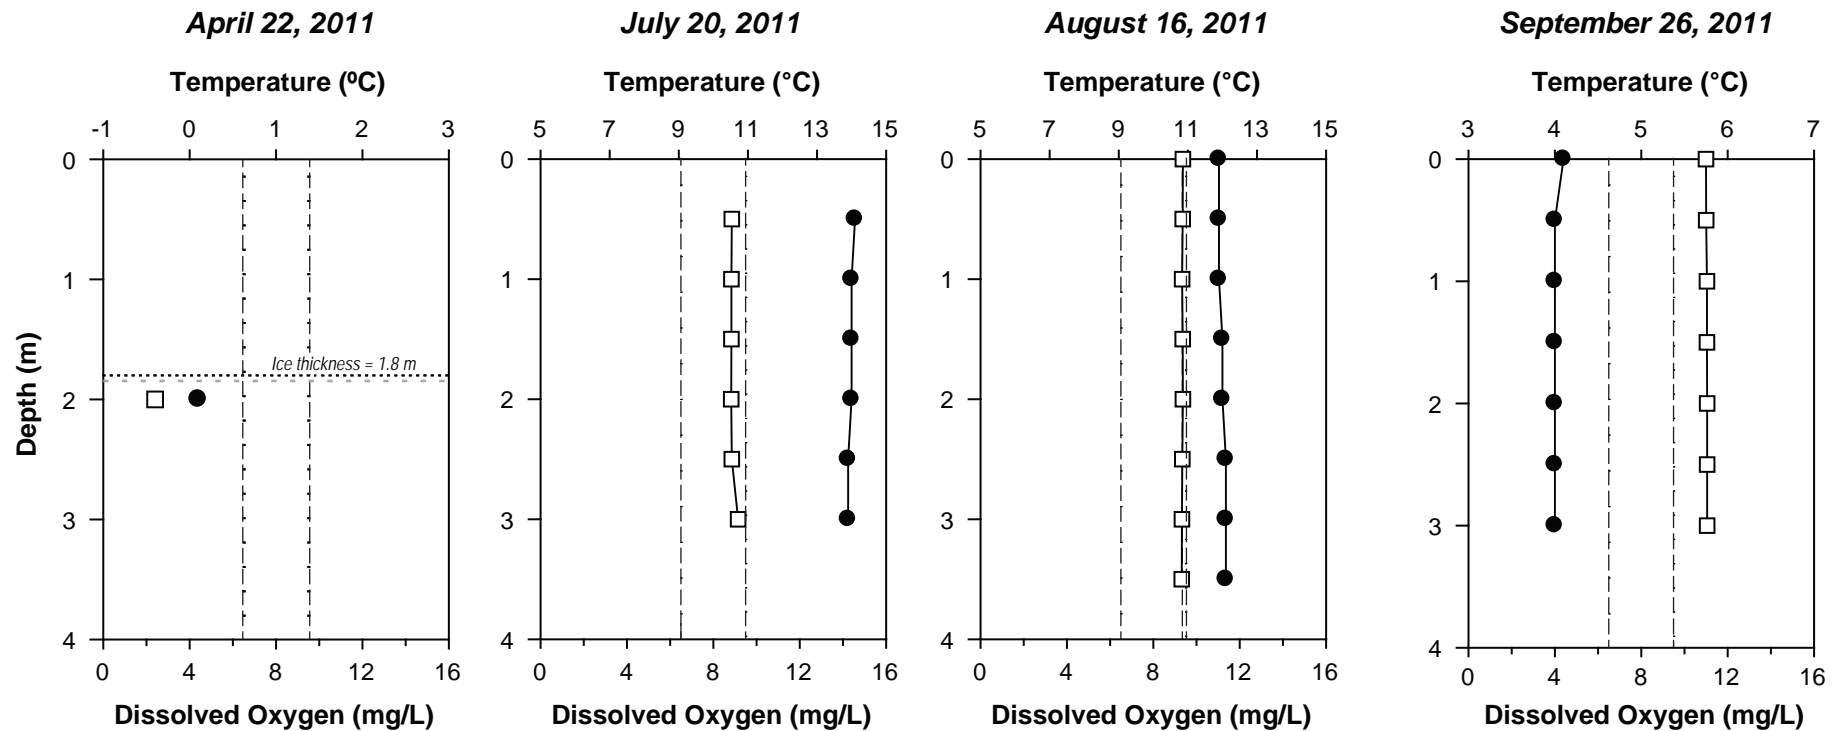 April 22, 2011
July 20, 2011
August 16, 2011
September 26, 2011
Temperature (ºC)
Temperature (°C)
Temperature (°C)
Temperature (°C)
-1 0 1 2 3
5 7 9 11 13 15
5 7 9 11 13 15
3 4 5 6 7
Depth (m)
0
1
2
3
4
Ice thickness = 1.8 m
0
1
2
3
4
0
1
2
3
4
0
1
2
3
4
0 4 8 12 16
0 4 8 12 16
0 4 8 12 16
0 4 8 12 16
Dissolved Oxygen (mg/L)
Dissolved Oxygen (mg/L)
Dissolved Oxygen (mg/L)
Dissolved Oxygen (mg/L)